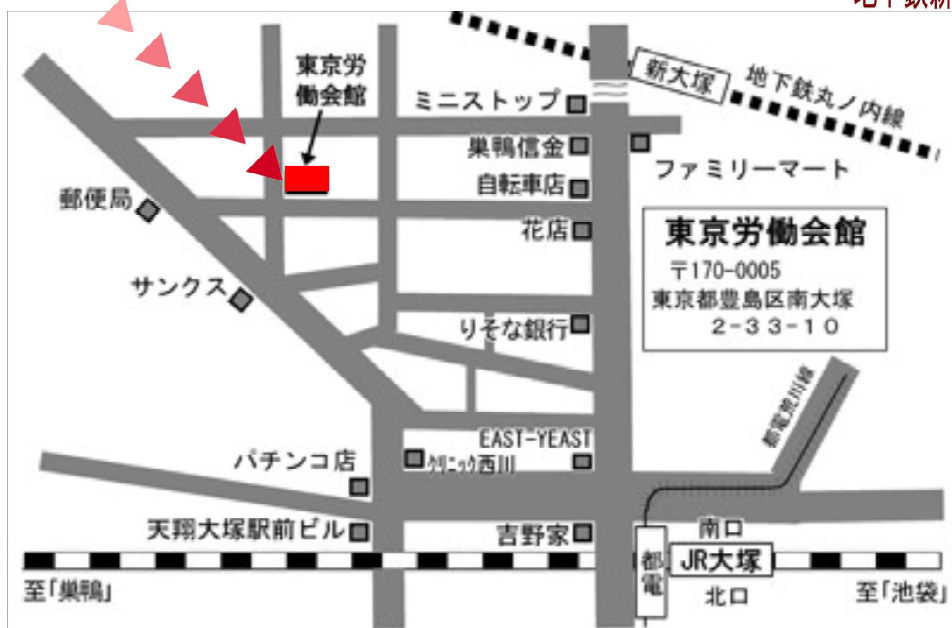 地下鉄新
東京労
働会館
ミニストップ
新大塚
地下鉄丸ノ内線
巣鴨信金
ファミリーマート
自転車店
郵便局
花店
東京労働会館
〒170-0005
東京都豊島区南大塚
2-33-10
サンクス
りそな銀行
都電荒川線
EAST-YEAST
パチンコ店
クリニック西川
天翔大塚駅前ビル
吉野家
南口
都電
JR大塚
至「巣鴨」
北口
至「池袋」